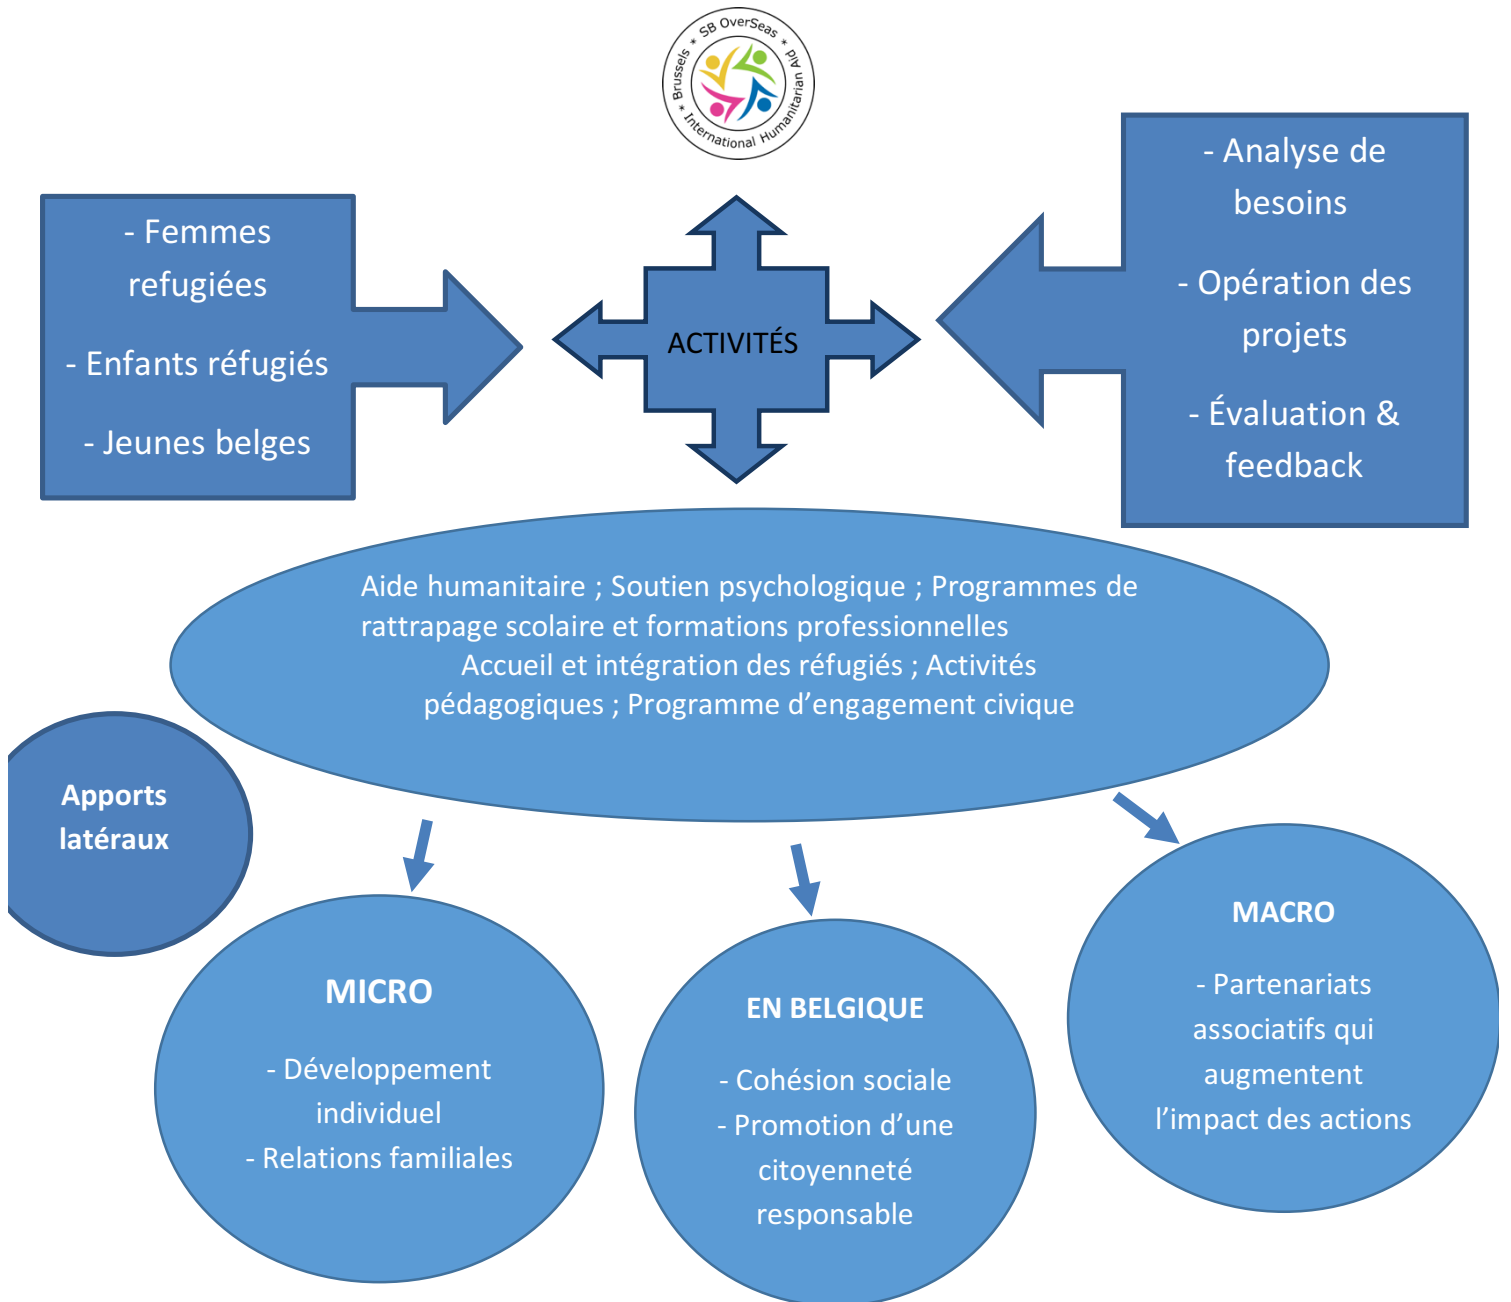 * Brussels * SB OverSeas * International Humanitarian Aid
- Femmes
refugiées
- Enfants réfugiés
- Jeunes belges
ACTIVITÉS
- Analyse de
besoins
- Opération des
projets
- Évaluation &
feedback
Aide humanitaire ; Soutien psychologique ; Programmes de
rattrapage scolaire et formations professionnelles
Accueil et intégration des réfugiés ; Activités
pédagogiques ; Programme d’engagement civique
Apports
latéraux
MICRO
- Développement
individuel
- Relations familiales
EN BELGIQUE
- Cohésion sociale
- Promotion d’une
citoyenneté
responsable
MACRO
- Partenariats
associatifs qui
augmentent
l’impact des actions